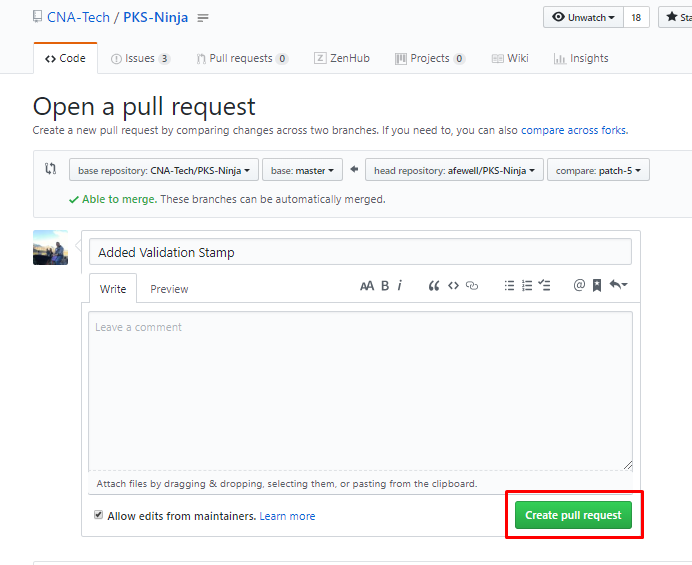 CNA-Tech / PKS-Ninja Unwatch 18 Sta
Code Issues 3 Pull requests 0 ZenHub Projects 0 Wiki Insights
Open a pull request
Create a new pull request by comparing changes across two branches. If you need to, you can also compare across forks.
base repository: CNA-Tech/PKS-Ninja base: master head repository: afewell/PKS-Ninja compare: patch-5
Able to merge. These branches can be automatically merged.
Added Validation Stamp
Write Preview AA B i
Leave a comment
Attach files by dragging & dropping, selecting them, or pasting from the clipboard.
Allow edits from maintainers. Learn more Create pull request